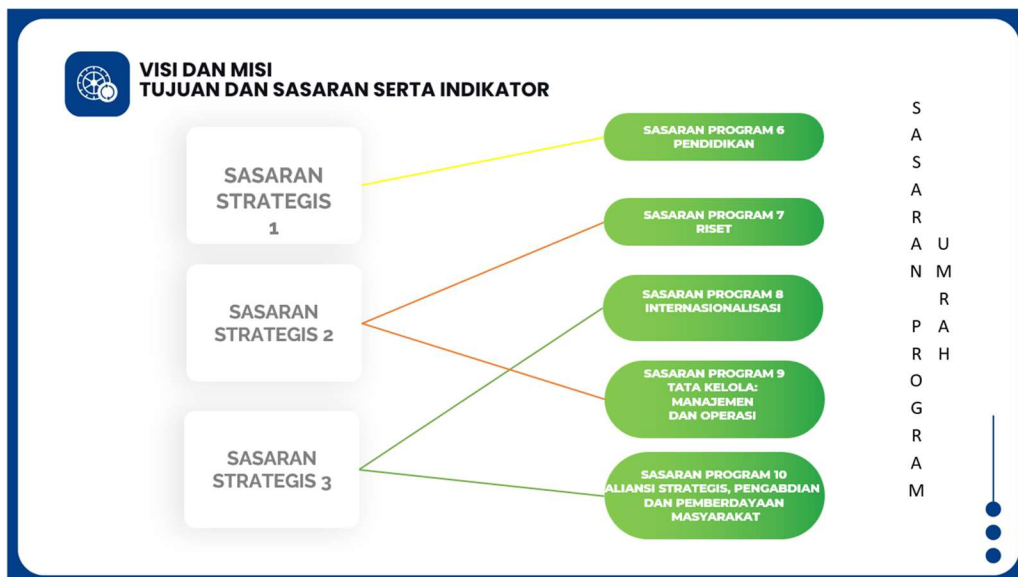 VISI DAN MISI
TUJUAN DAN SASARAN SERTA INDIKATOR
SASARAN
STRATEGIS
1
SASARAN
STRATEGIS 2
SASARAN
STRATEGIS 3
SASARAN PROGRAM 6
PENDIDIKAN
SASARAN PROGRAM 7
RISET
SASARAN PROGRAM 8
INTERNASIONALISASI
SASARAN PROGRAM 9
TATA KELOLA:
MANAJEMEN
DAN OPERASI
SASARAN PROGRAM 10
ALIANSI STRATEGIS, PENGABDIAN
DAN PEMBERDAYAAN
MASYARAKAT
SASARAN PROGRAM
UMRAH